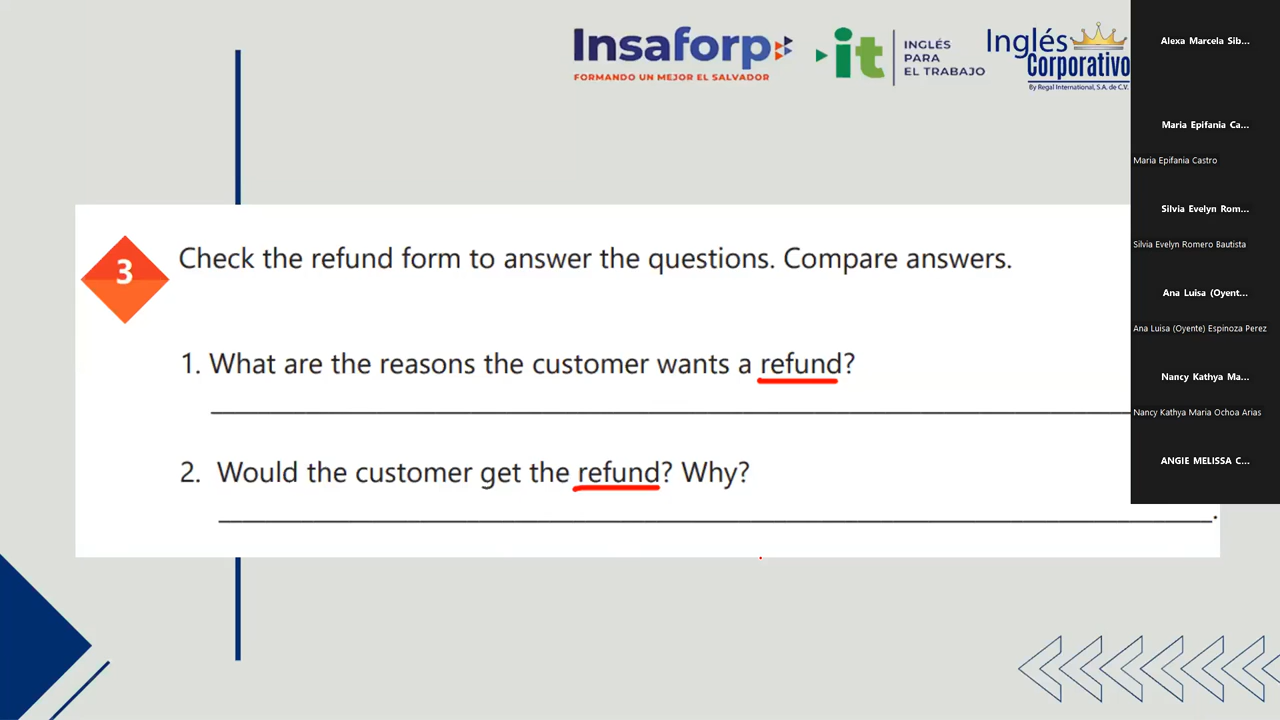 Insaforp
FORMANDO UN MEJOR EL SALVADOR
it
INGLÉS
PARA
EL TRABAJO
Inglés
Corporativo
By Regal International, S.A. de C.V.
3
Check the refund form to answer the questions. Compare answers.
1. What are the reasons the customer wants a refund?
2. Would the customer get the refund? Why?
Alexa Marcela Sib...
Maria Epifania Ca...
Maria Epifania Castro
Silvia Evelyn Rom...
Silvia Evelyn Romero Bautista
Ana Luisa (Oyent...
Ana Luisa (Oyente) Espinoza Perez
Nancy Kathya Ma...
Nancy Kathya Maria Ochoa Arias
ANGIE MELISSA C...